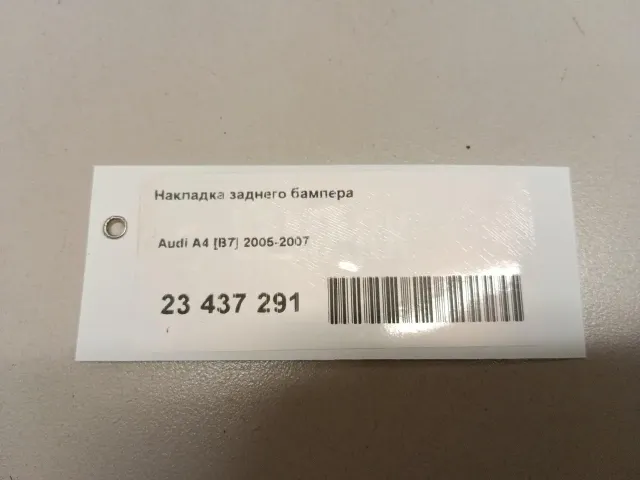 Накладка заднего бампера
Audi A4 [B7] 2005-2007
23 437 291